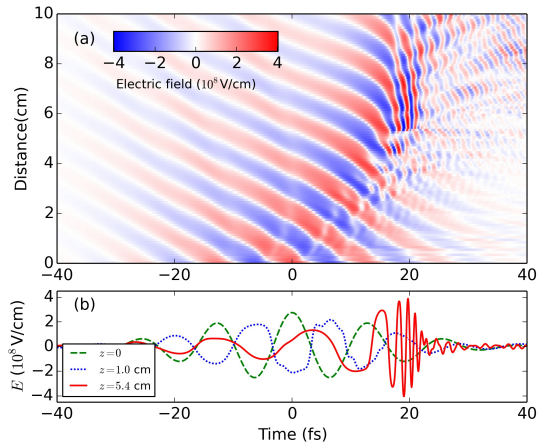 10
(a)
−4 −2 0 2 4
Electric field (10⁸ V/cm)
8
6
4
2
0
Distance(cm)
−40 −20 0 20 40
(b)
4
2
0
−2
−4
E (10⁸ V/cm)
z=0
z=1.0 cm
z=5.4 cm
−40 −20 0 20 40
Time (fs)